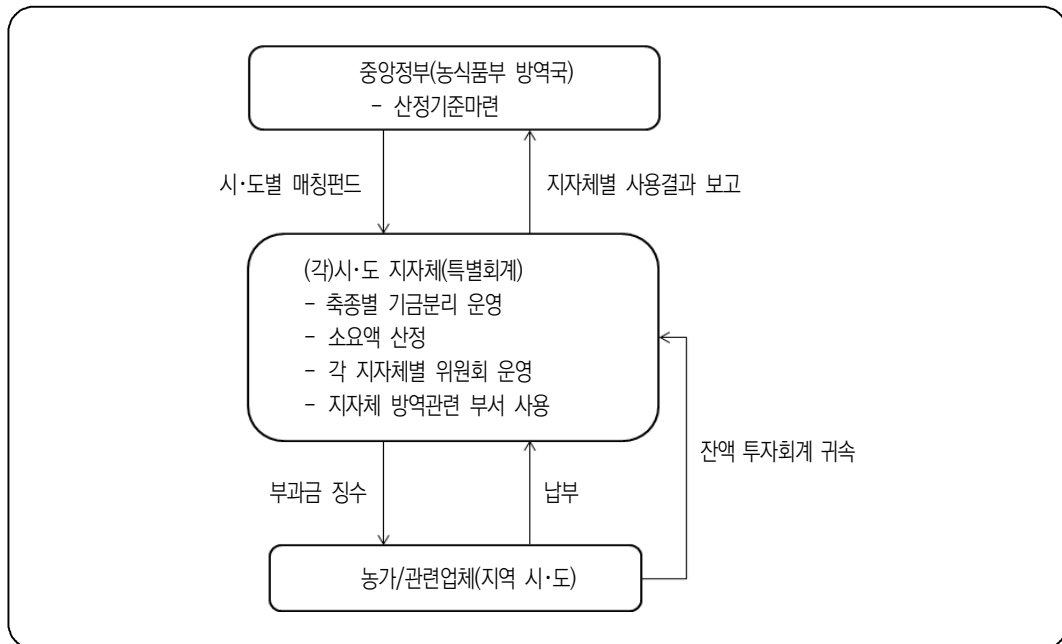 중앙정부(농식품부 방역국)
- 산정기준마련
시·도별 매칭펀드
지자체별 사용결과 보고
(각)시·도 지자체(특별회계)
- 축종별 기금분리 운영
- 소요액 산정
- 각 지자체별 위원회 운영
- 지자체 방역관련 부서 사용
잔액 투자회계 귀속
부과금 징수
납부
농가/관련업체(지역 시·도)